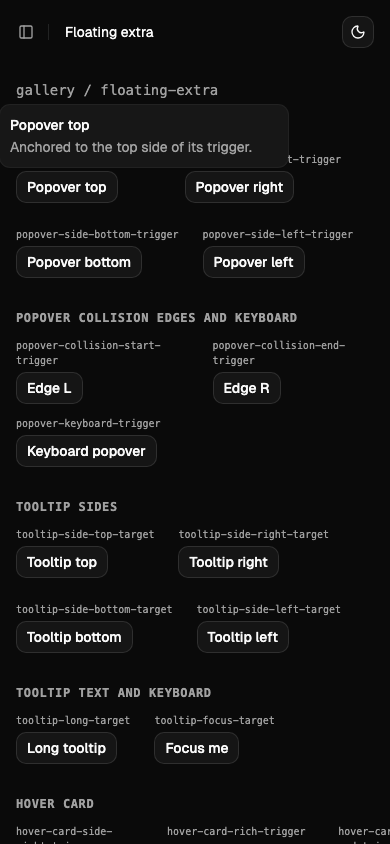 Floating extra
gallery / floating-extra
Popover top
Anchored to the top side of its trigger.
t-trigger
Popover top
Popover right
popover-side-bottom-trigger
popover-side-left-trigger
Popover bottom
Popover left
POPOVER COLLISION EDGES AND KEYBOARD
popover-collision-start-
trigger
popover-collision-end-
trigger
Edge L
Edge R
popover-keyboard-trigger
Keyboard popover
TOOLTIP SIDES
tooltip-side-top-target
tooltip-side-right-target
Tooltip top
Tooltip right
tooltip-side-bottom-target
tooltip-side-left-target
Tooltip bottom
Tooltip left
TOOLTIP TEXT AND KEYBOARD
tooltip-long-target
tooltip-focus-target
Long tooltip
Focus me
HOVER CARD
hover-card-side-
hover-card-rich-trigger
hover-car